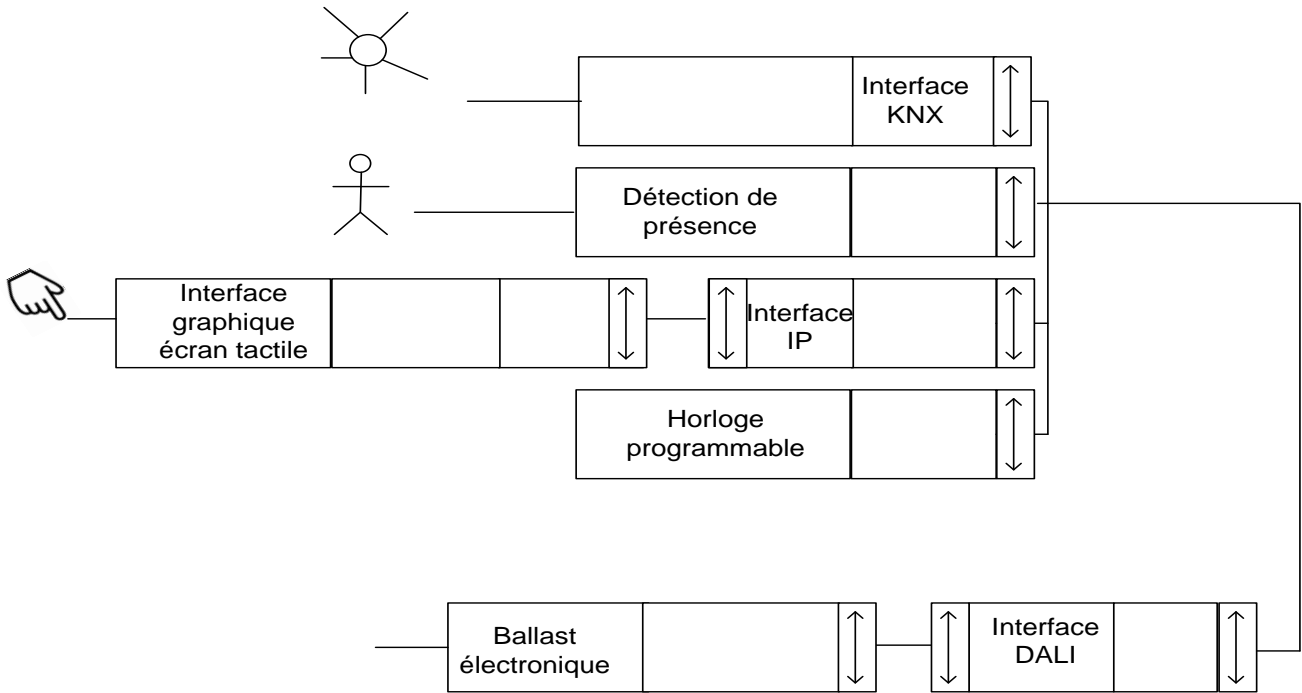 Interface
KNX
Détection de
présence
Interface
graphique
écran tactile
Interface
IP
Horloge
programmable
Ballast
électronique
Interface
DALI